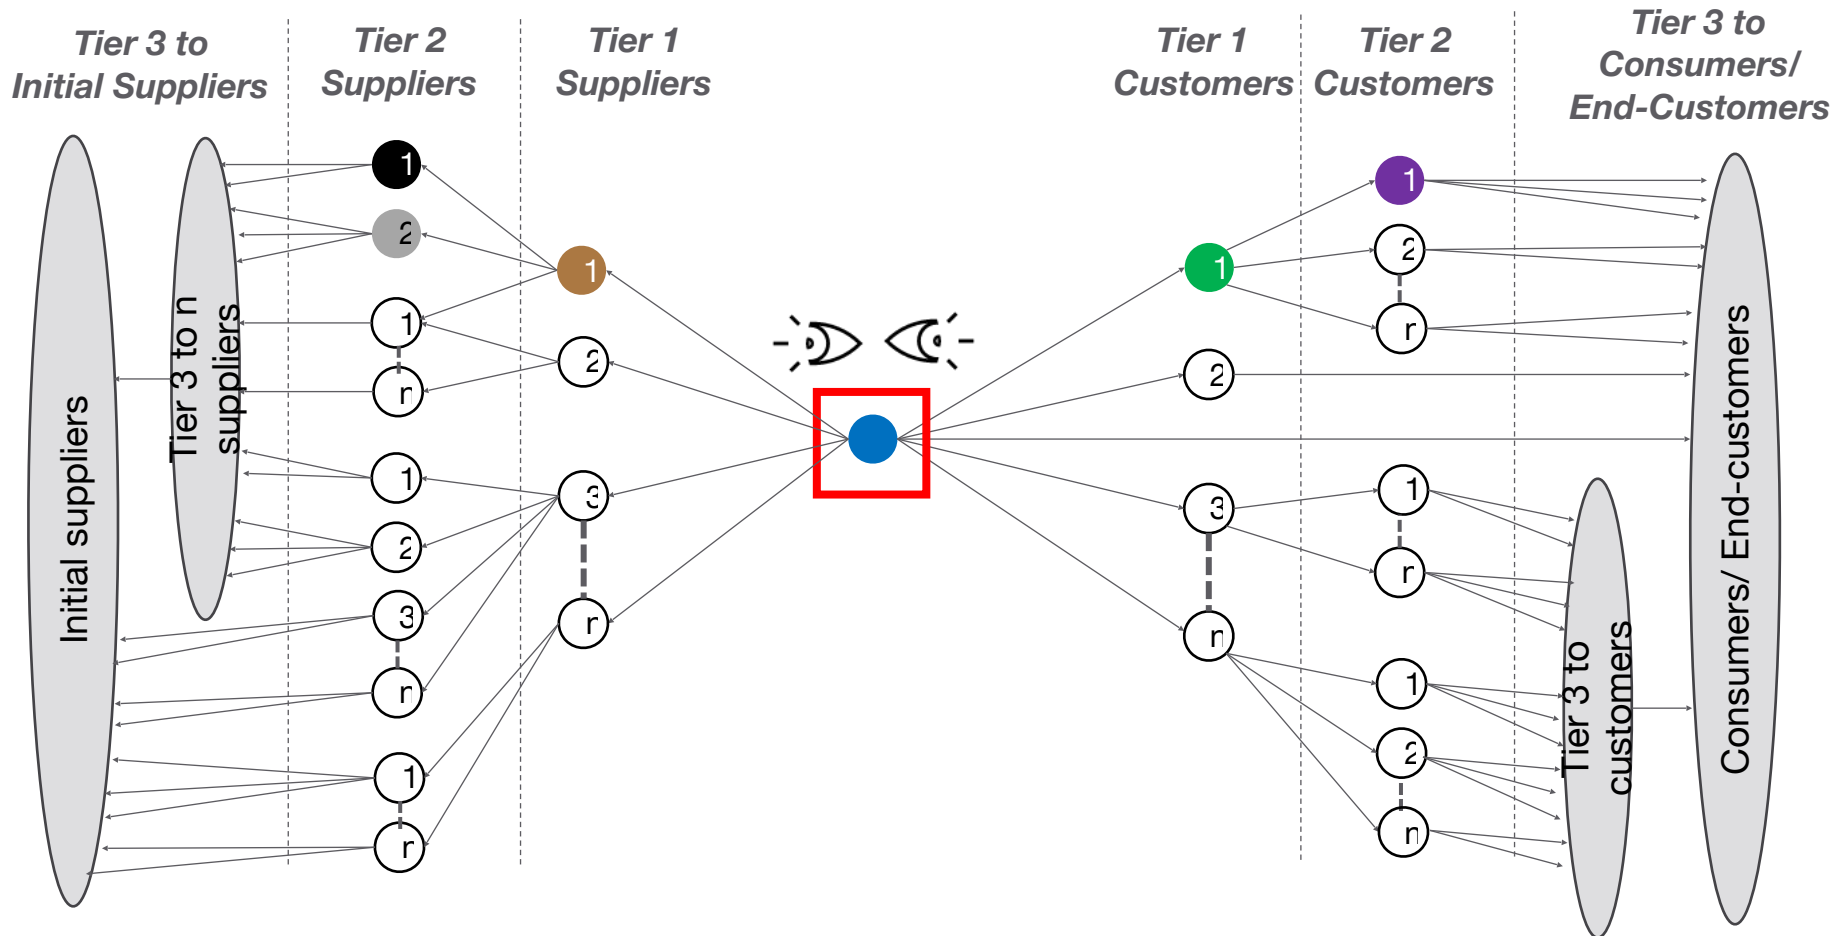 Tier 3 to
Initial Suppliers
Tier 2
Suppliers
Tier 1
Suppliers
Tier 1
Customers
Tier 2
Customers
Tier 3 to
Consumers/
End-Customers
Initial suppliers
Tier 3 to n
suppliers
1
2
1
n
1
2
3
n
1
r
1
2
3
r
1
2
3
n
1
2
r
1
r
1
2
n
Tier 3 to
customers
Consumers/ End-customers